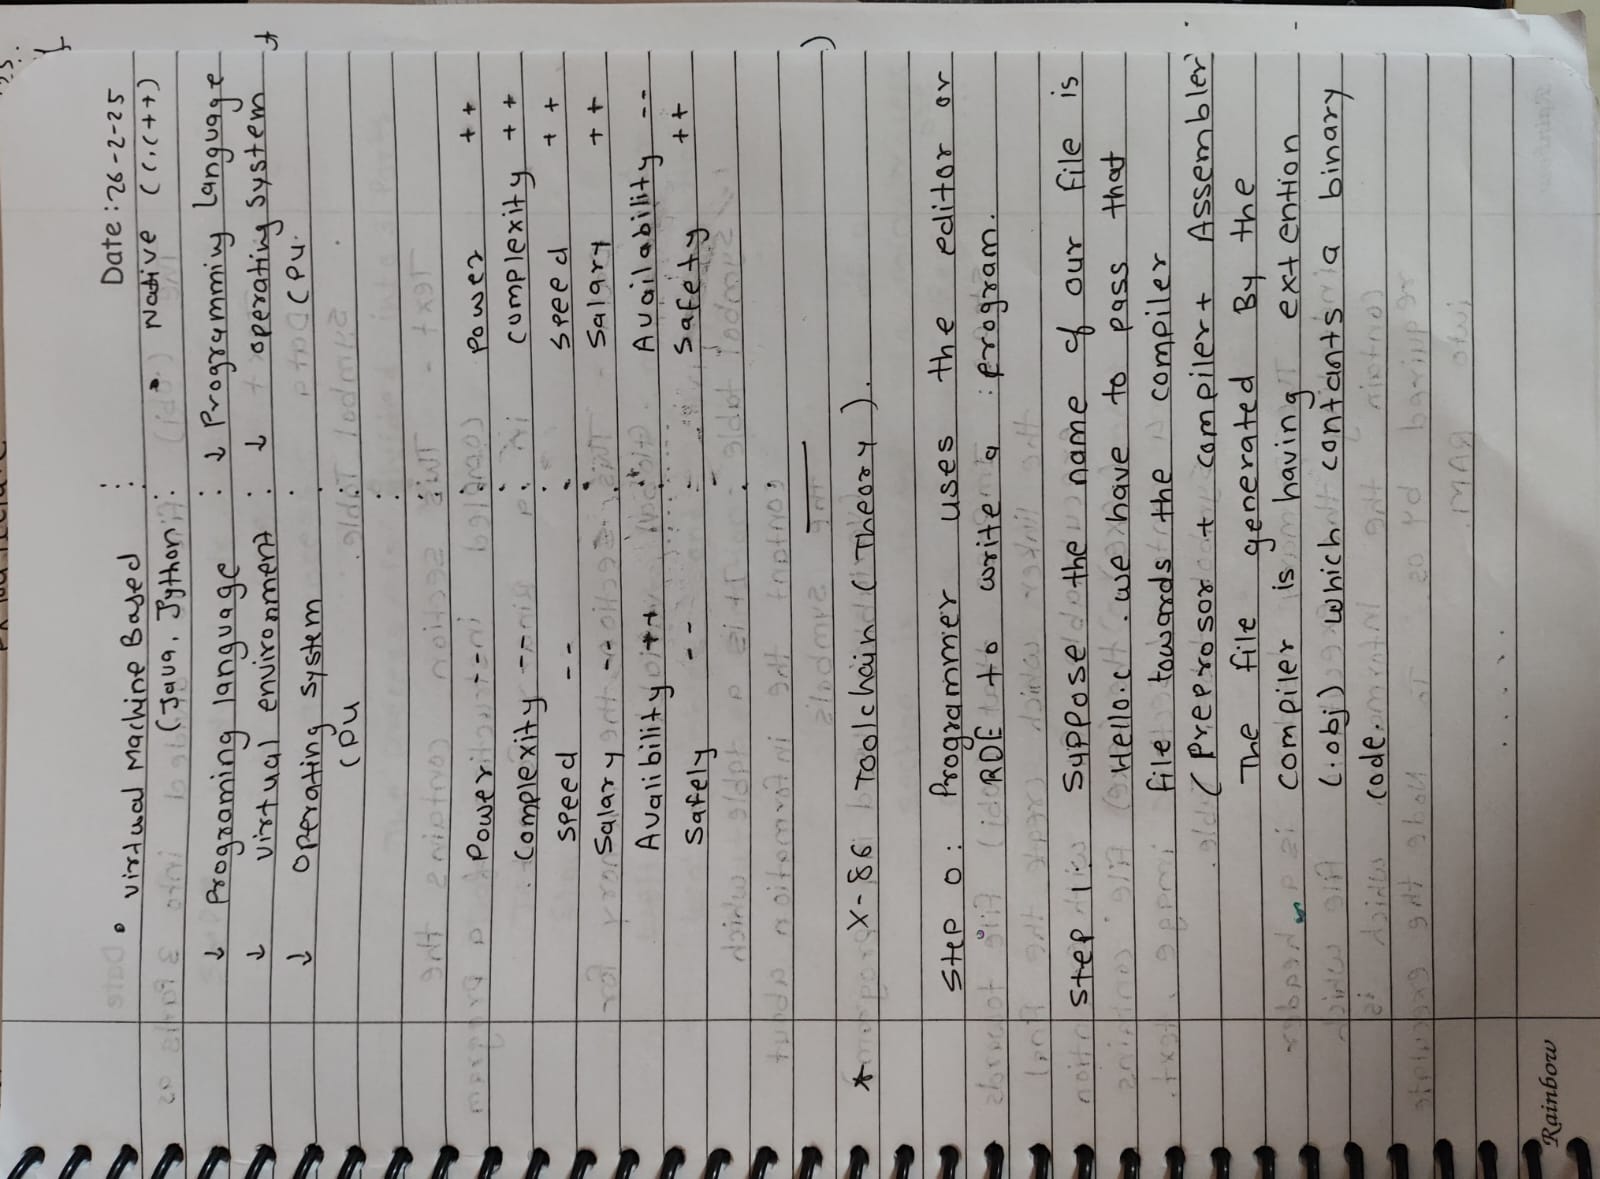 Date: 26-2-25
• virtual Machine Based : • Native (C, C++)
(Java, Jython) :
↓ Programing language : ↓ Programming language
↓ virtual environment : ↓ operating system
↓ operating system : CPU.
CPU :
Power -- : Power ++
Complexity -- : complexity ++
speed -- : speed ++
Salary -- : Salary ++
Avalibility ++ : Availability --
Safely -- : Safety ++
* X-86 Toolchain (Theory).
Step 0: Programmer uses the editor or
IDE to write a program.
Step 1: Suppose the name of our file is
Hello.c. we have to pass that
file towards the compiler
(Preprosor + compiler + Assembler
The file generated By the
compiler is having extention
(.obj) which contants a binary
code.
Rainbow